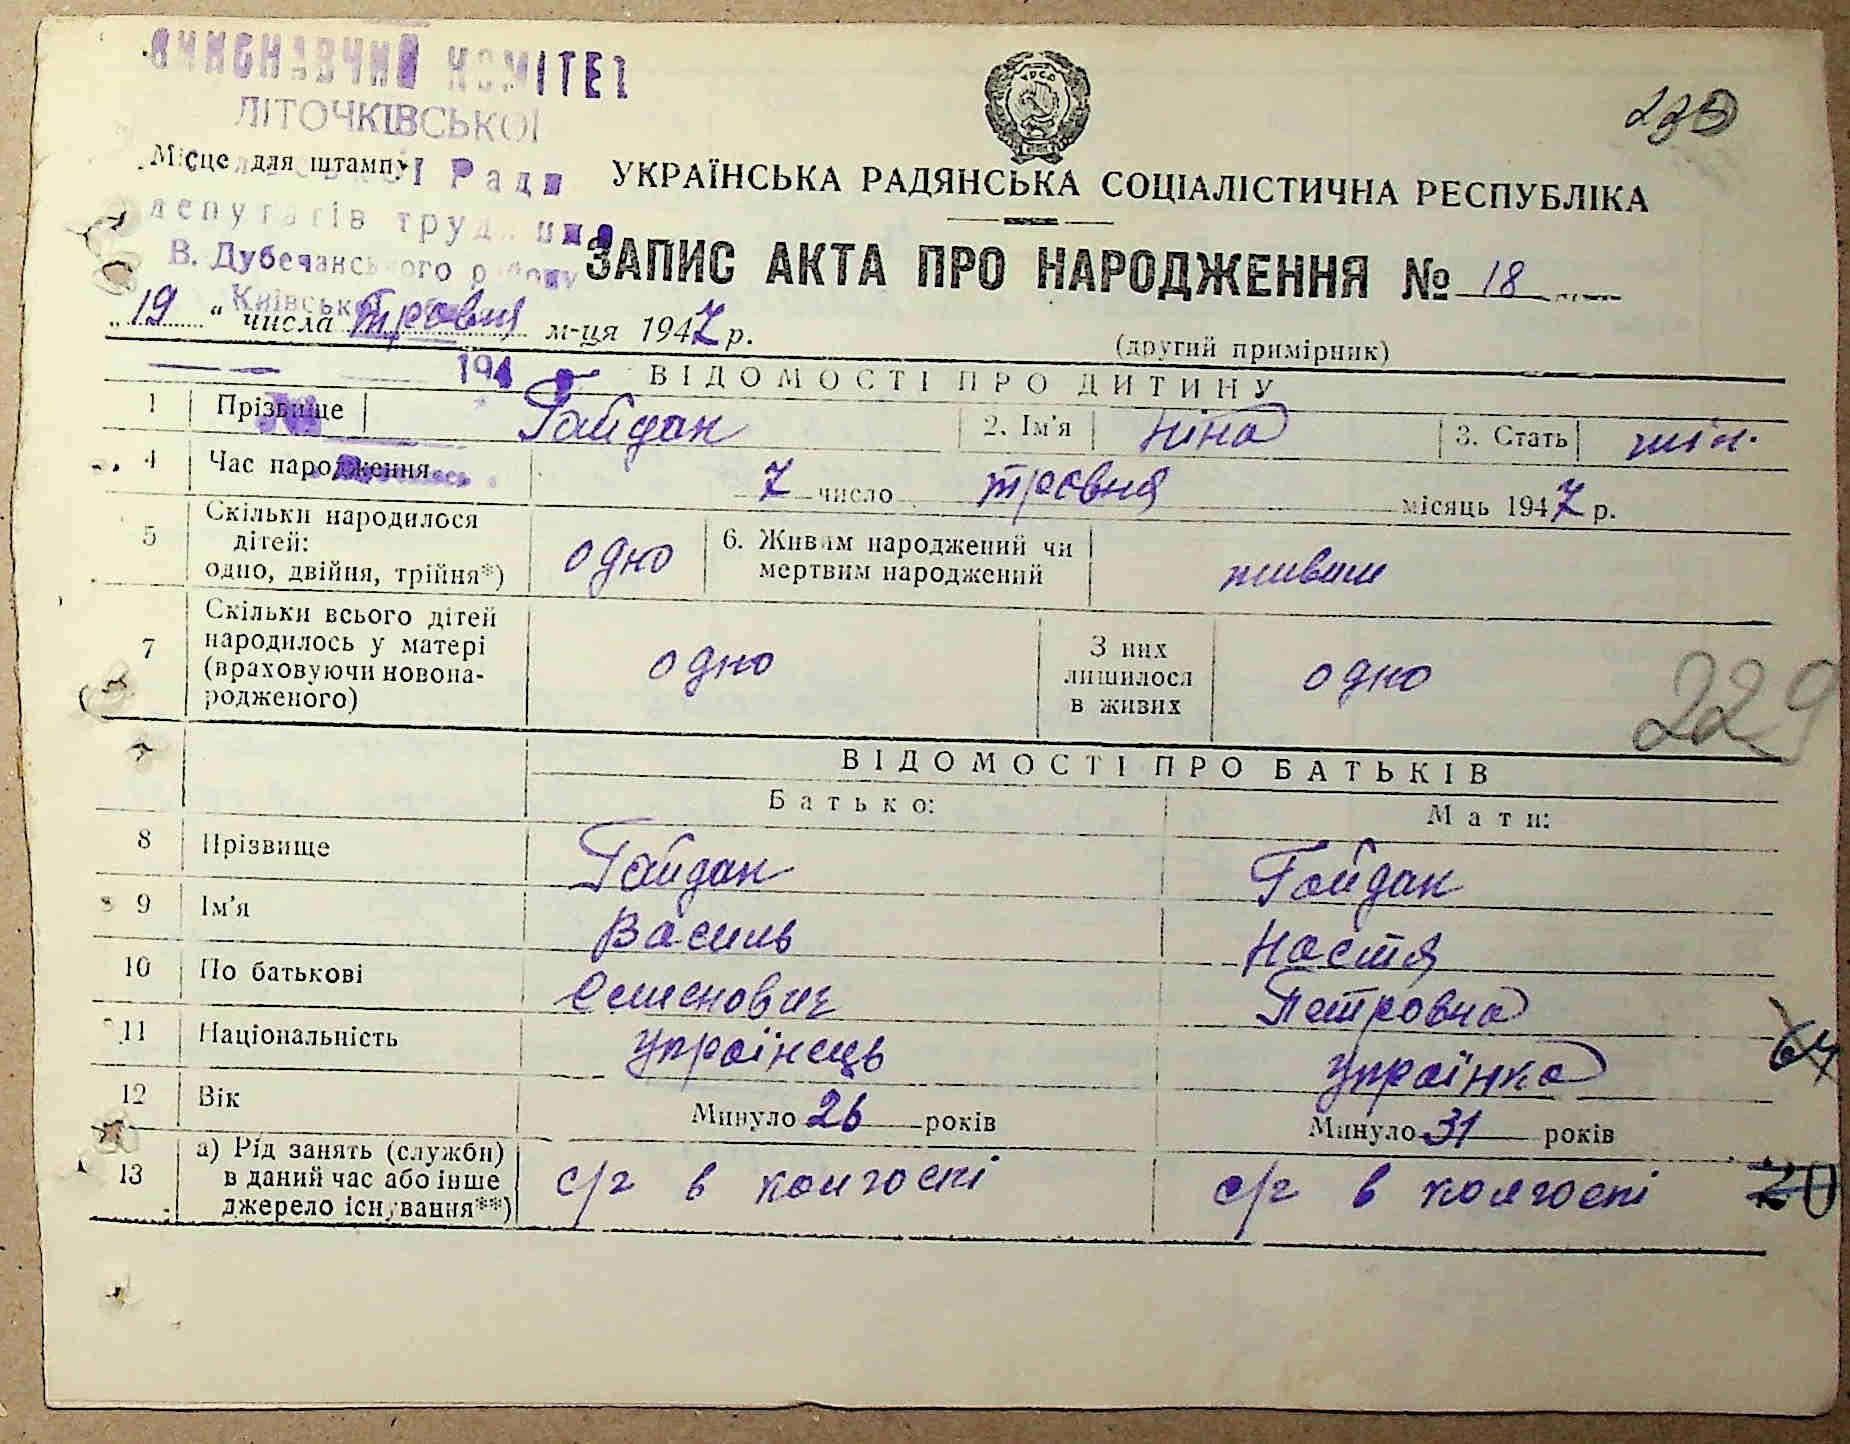 ВИКОНАВЧИЙ КОМІТЕТ
ЛІТОЧКІВСЬКОЇ
Місце для штампу
Ради
депутатів
В. Дубечанського району
Київської
УКРАЇНСЬКА РАДЯНСЬКА СОЦІАЛІСТИЧНА РЕСПУБЛІКА
ЗАПИС АКТА ПРО НАРОДЖЕННЯ № 18
„19“ числа травня м-ця 1947 р.
(другий примірник)
194
ВІДОМОСТІ ПРО ДИТИНУ
1 Прізвище Гайдак 2. Ім'я Ніна 3. Стать жін.
4 Час народження 7 число травня місяць 1947 р.
5 Скільки народилося дітей: одно, двійня, трійня*) одно 6. Живим народжений чи мертвим народжений живим
7 Скільки всього дітей народилось у матері (враховуючи новонародженого) одно З них лишилося в живих одно
229
ВІДОМОСТІ ПРО БАТЬКІВ
Батько: Мати:
8 Прізвище Гайдак Гайдак
9 Ім'я Василь Настя
10 По батькові Семенович Петровна
11 Національність українець українка
64
12 Вік Минуло 26 років Минуло 31 років
13 а) Рід занять (служби) в даний час або інше джерело існування**) с/г в колгоспі с/г в колгоспі
20